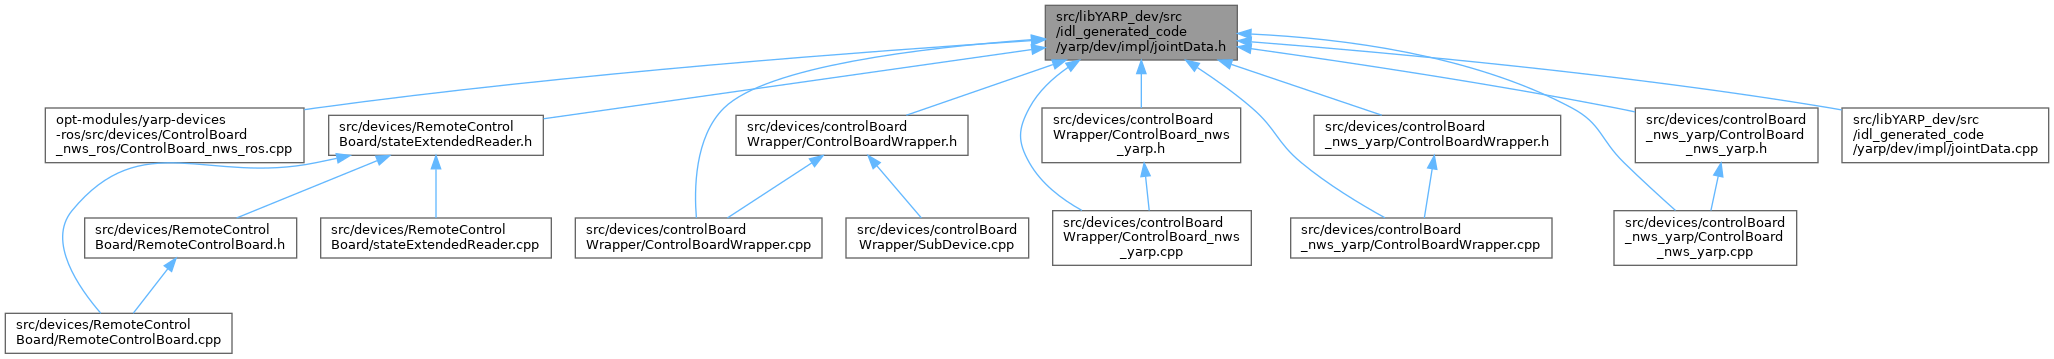 src/libYARP_dev/src
/idl_generated_code
/yarp/dev/impl/jointData.h
opt-modules/yarp-devices
-ros/src/devices/ControlBoard
_nws_ros/ControlBoard_nws_ros.cpp
src/devices/RemoteControl
Board/stateExtendedReader.h
src/devices/controlBoard
Wrapper/ControlBoardWrapper.h
src/devices/controlBoard
Wrapper/ControlBoard_nws
_yarp.h
src/devices/controlBoard
_nws_yarp/ControlBoardWrapper.h
src/devices/controlBoard
_nws_yarp/ControlBoard
_nws_yarp.h
src/libYARP_dev/src
/idl_generated_code
/yarp/dev/impl/jointData.cpp
src/devices/RemoteControl
Board/RemoteControlBoard.h
src/devices/RemoteControl
Board/stateExtendedReader.cpp
src/devices/controlBoard
Wrapper/ControlBoardWrapper.cpp
src/devices/controlBoard
Wrapper/SubDevice.cpp
src/devices/controlBoard
Wrapper/ControlBoard_nws
_yarp.cpp
src/devices/controlBoard
_nws_yarp/ControlBoardWrapper.cpp
src/devices/controlBoard
_nws_yarp/ControlBoard
_nws_yarp.cpp
src/devices/RemoteControl
Board/RemoteControlBoard.cpp